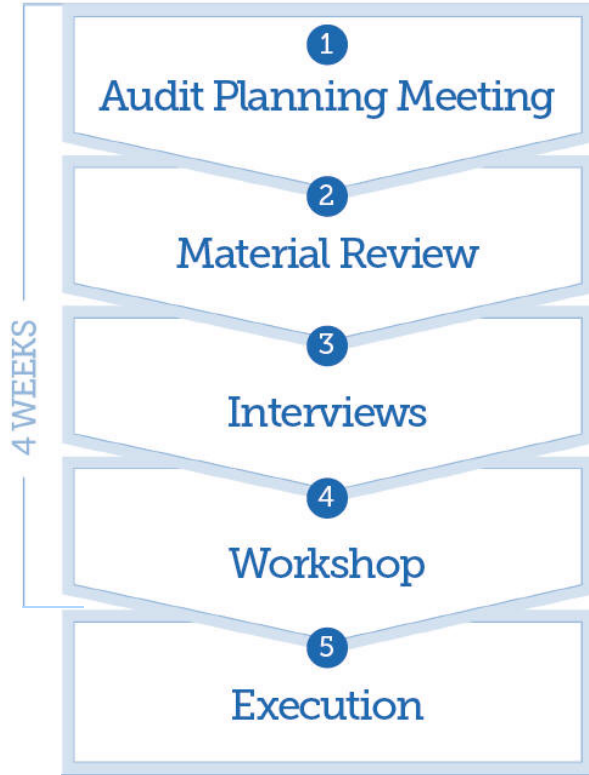 1
Audit Planning Meeting
2
Material Review
3
Interviews
4
Workshop
5
Execution
4 WEEKS